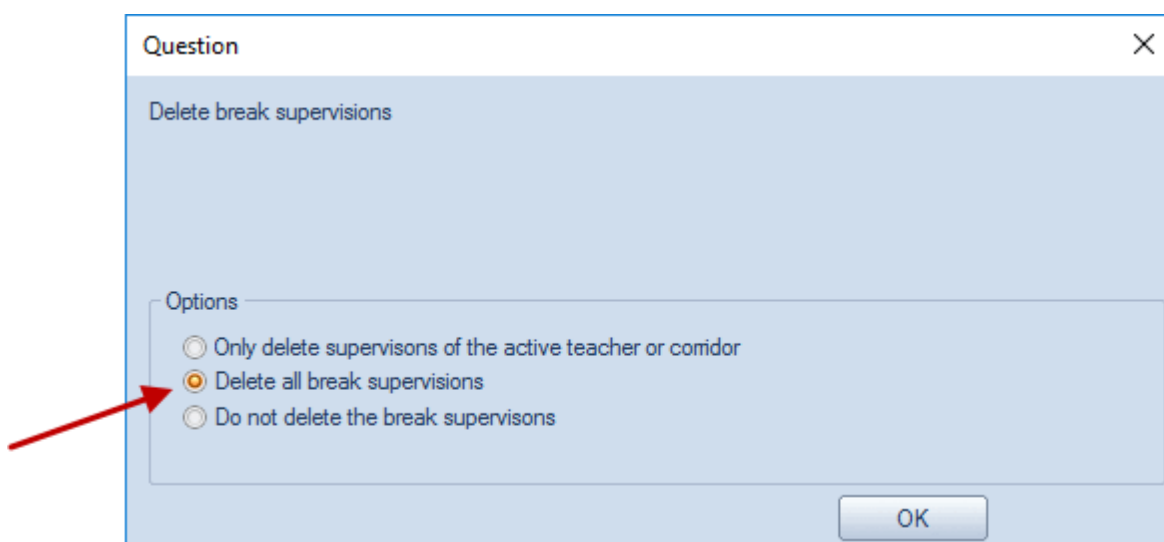 Question
Delete break supervisions
Options
Only delete supervisons of the active teacher or corridor
Delete all break supervisions
Do not delete the break supervisons
OK